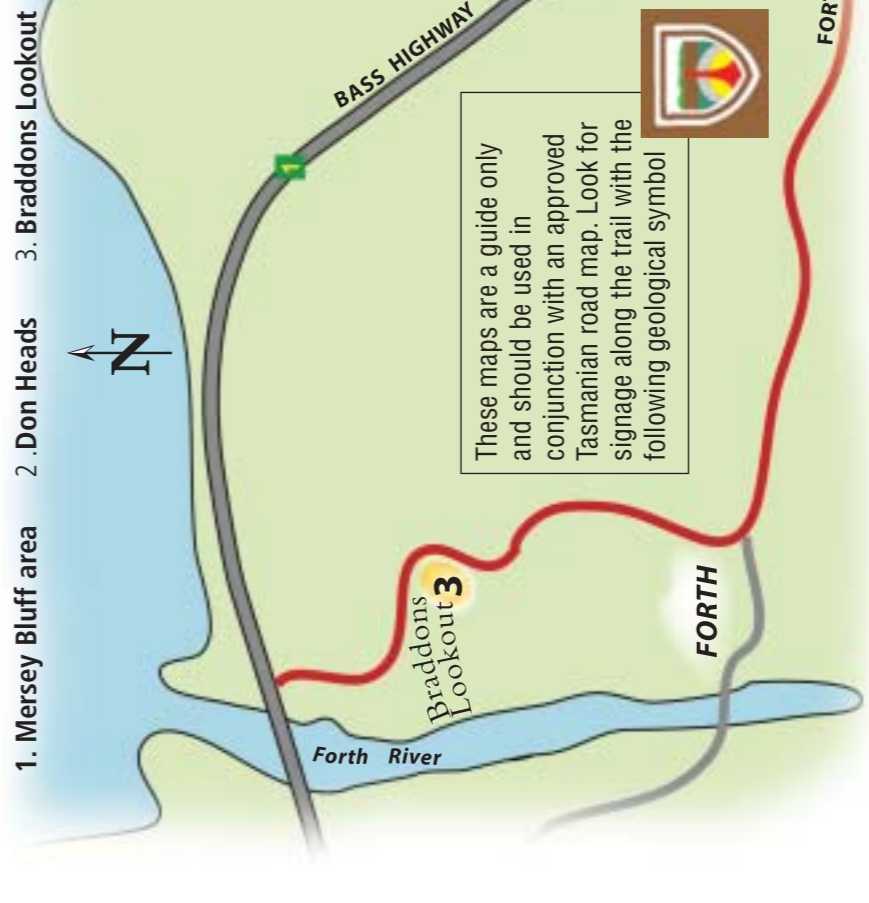 1. Mersey Bluff area 2 .Don Heads 3. Braddons Lookout
N
BASS HIGHWAY
1
These maps are a guide only
and should be used in
conjunction with an approved
Tasmanian road map. Look for
signage along the trail with the
following geological symbol
Braddons
Lookout
3
FORTH
Forth River
FORT